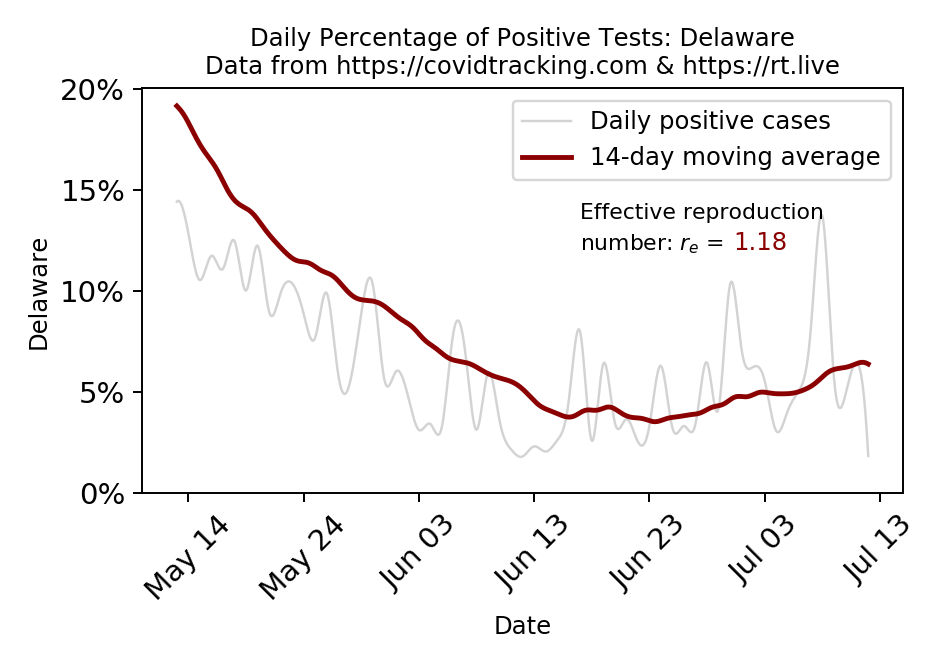 Daily Percentage of Positive Tests: Delaware
Data from https://covidtracking.com & https://rt.live
20%
15%
10%
5%
0%
Delaware
Daily positive cases
14-day moving average
Effective reproduction
number: rₑ = 1.18
May 14
May 24
Jun 03
Jun 13
Jun 23
Jul 03
Jul 13
Date